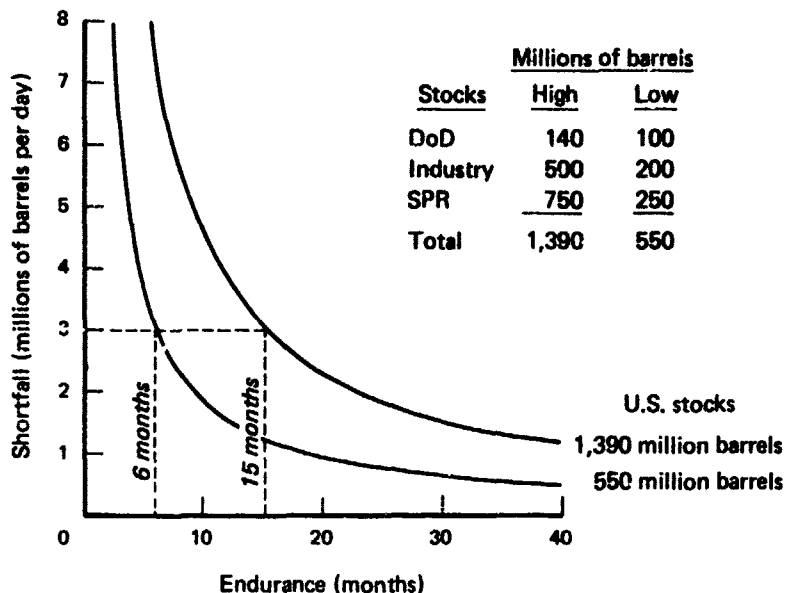 Shortfall (millions of barrels per day)
8
7
6
5
4
3
2
1
0
10
20
30
40
Endurance (months)
6 months
15 months
Millions of barrels
Stocks High Low
DoD 140 100
Industry 500 200
SPR 750 250
Total 1,390 550
U.S. stocks
1,390 million barrels
550 million barrels